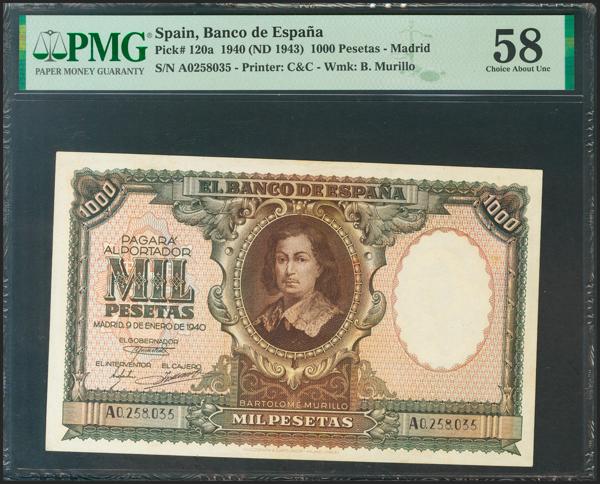 PMG
PAPER MONEY GUARANTY
Spain, Banco de España
Pick# 120a 1940 (ND 1943) 1000 Pesetas - Madrid
S/N A0258035 - Printer: C&C - Wmk: B. Murillo
58
Choice About Unc
1000
EL BANCO DE ESPAÑA
1000
PAGARÁ
AL PORTADOR
MIL
PESETAS
MADRID, 9 DE ENERO DE 1940
EL GOBERNADOR
EL INTERVENTOR EL CAJERO
BARTOLOMÉ MURILLO
A0.258.035
MIL PESETAS
A0.258.035